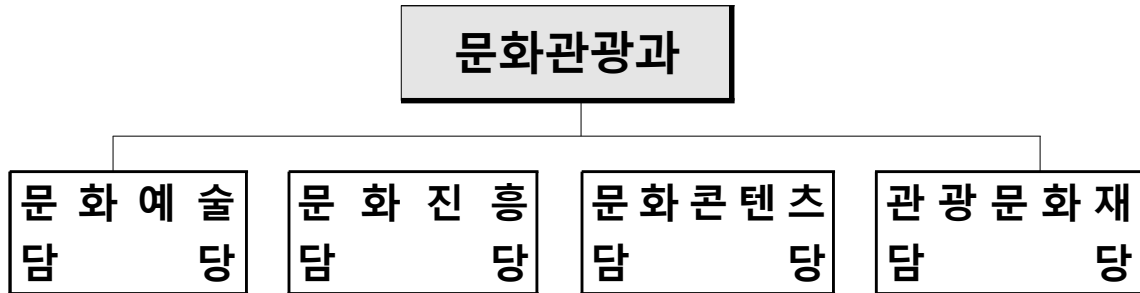 문화관광과
문 화 예 술
담 당
문 화 진 흥
담 당
문 화 콘 텐 츠
담 당
관 광 문 화 재
담 당